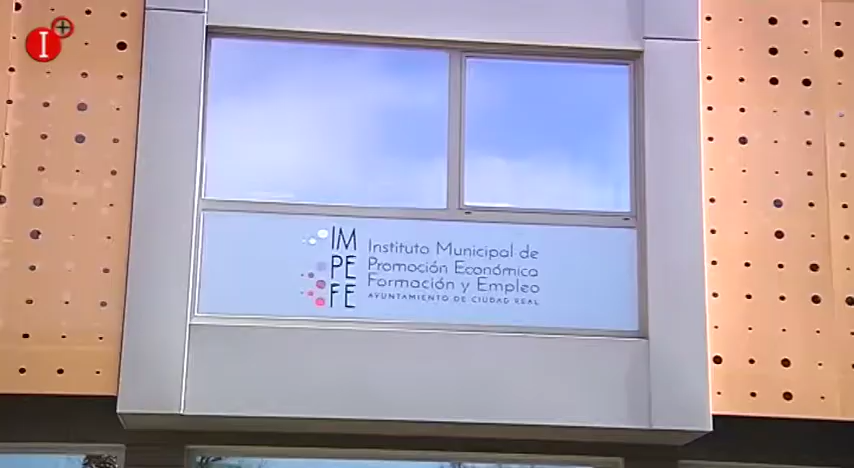 I+
IM
PE
FE
Instituto Municipal de
Promoción Económica
Formación y Empleo
AYUNTAMIENTO DE CIUDAD REAL